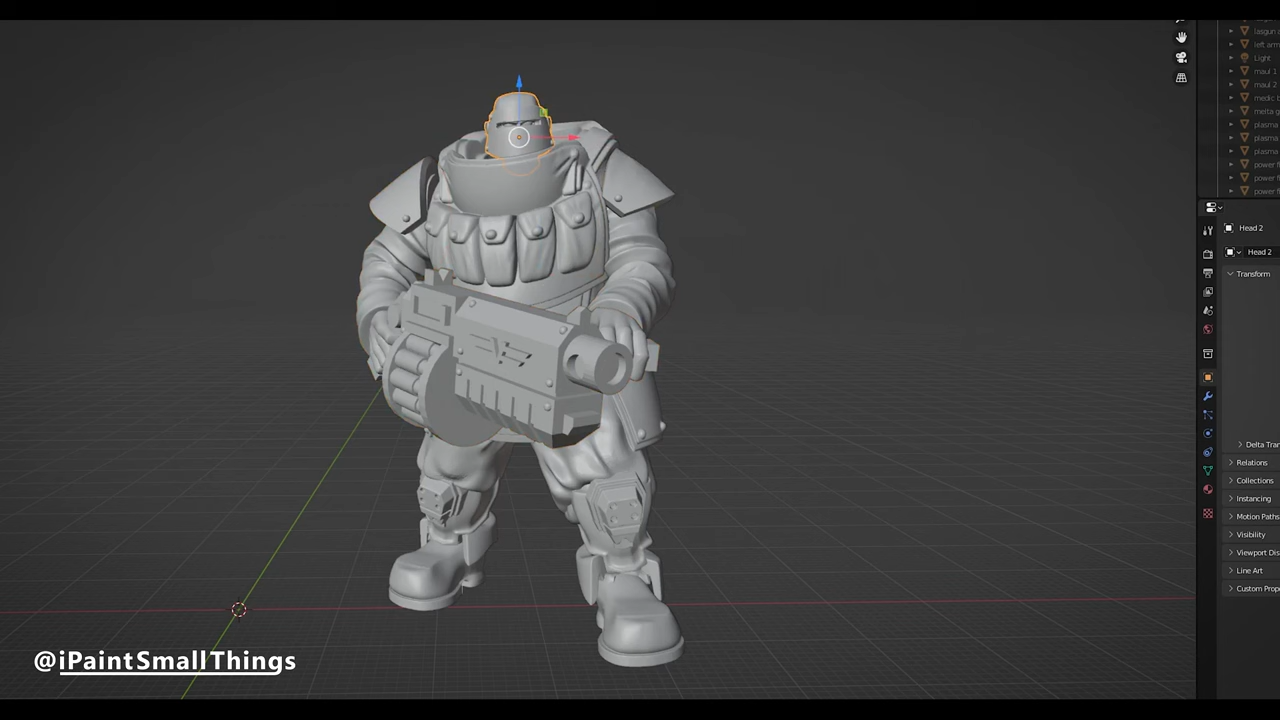 lasgun a
left arm
Light
maul 1
maul 2
medic b
melta g
plasma
plasma
plasma
power f
power f
power f
Head 2
Head 2
Transform
Delta Tran
Relations
Collections
Instancing
Motion Paths
Visibility
Viewport Dis
Line Art
Custom Prope
@iPaintSmallThings